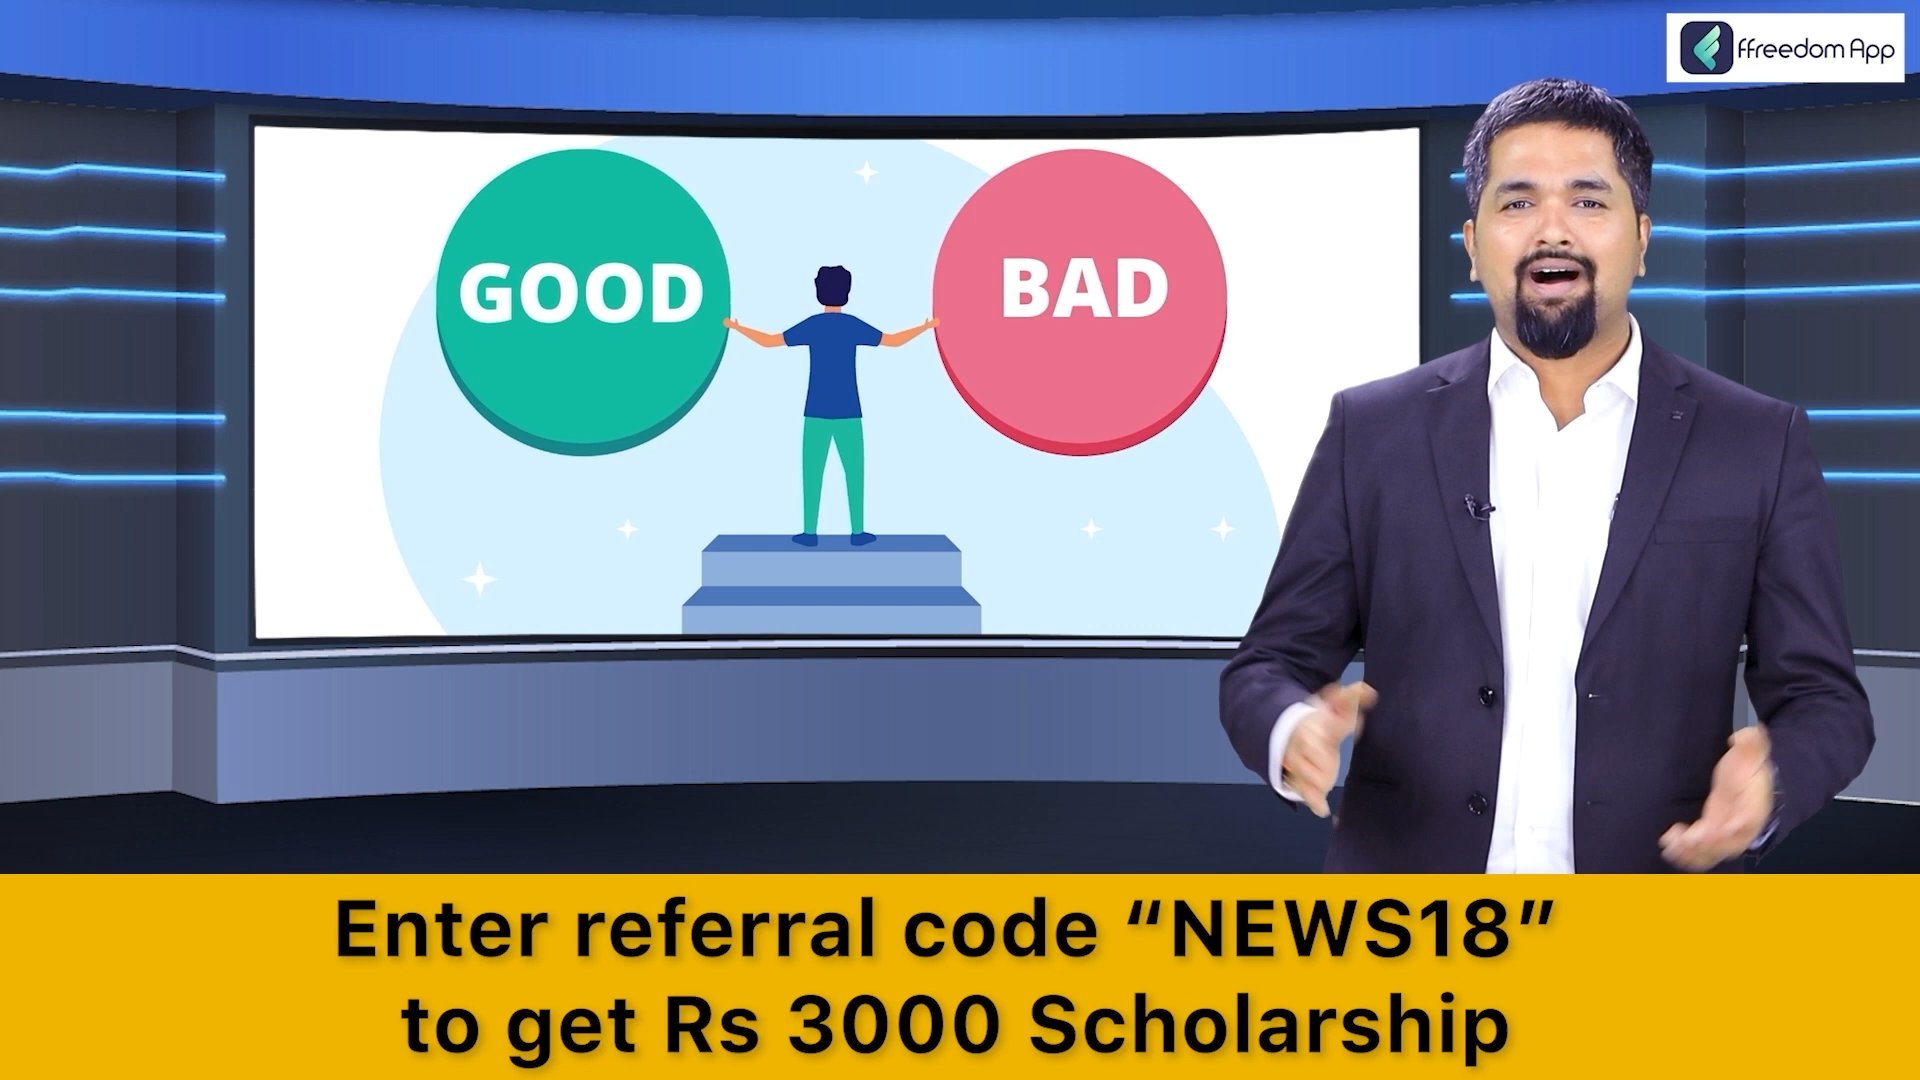 ffreedom App
GOOD
BAD
Enter referral code “NEWS18”
to get Rs 3000 Scholarship